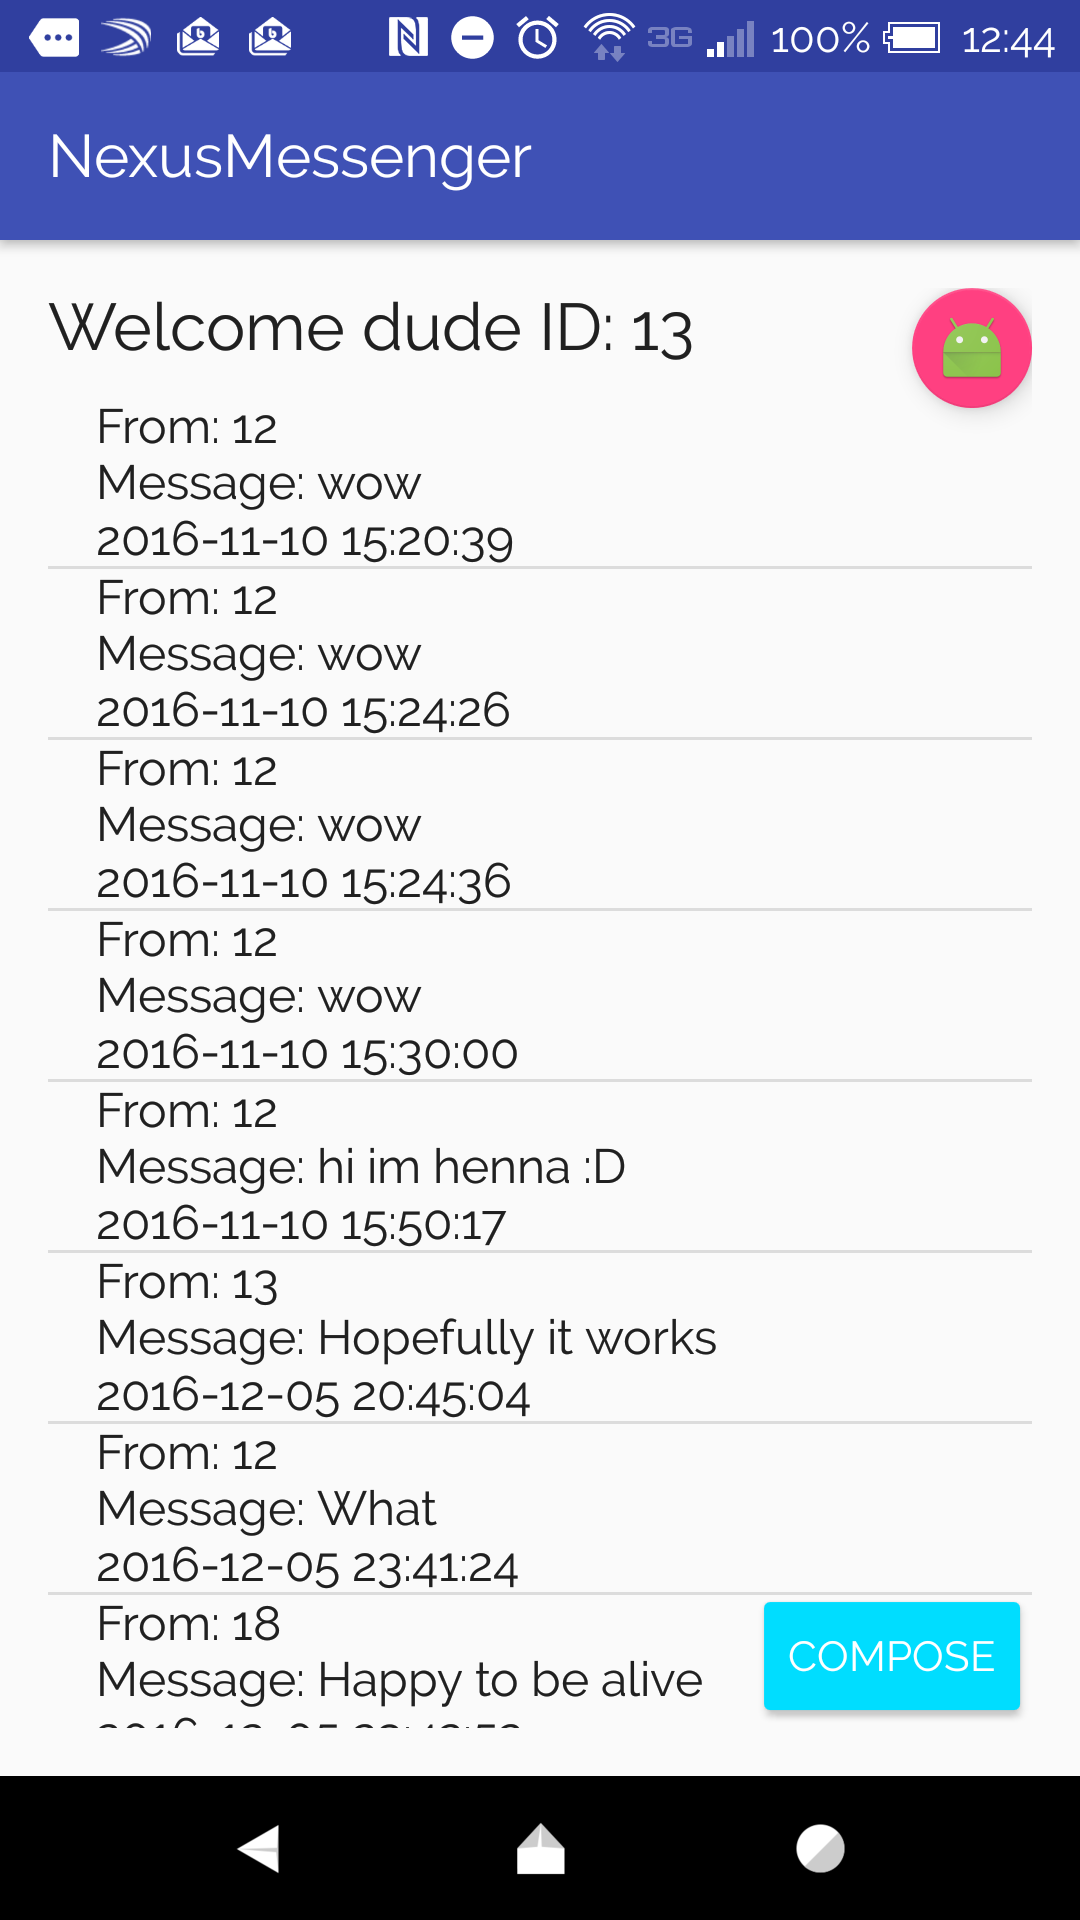 3G 100% 12:44
NexusMessenger
Welcome dude ID: 13
From: 12
Message: wow
2016-11-10 15:20:39
From: 12
Message: wow
2016-11-10 15:24:26
From: 12
Message: wow
2016-11-10 15:24:36
From: 12
Message: wow
2016-11-10 15:30:00
From: 12
Message: hi im henna :D
2016-11-10 15:50:17
From: 13
Message: Hopefully it works
2016-12-05 20:45:04
From: 12
Message: What
2016-12-05 23:41:24
From: 18
Message: Happy to be alive
COMPOSE